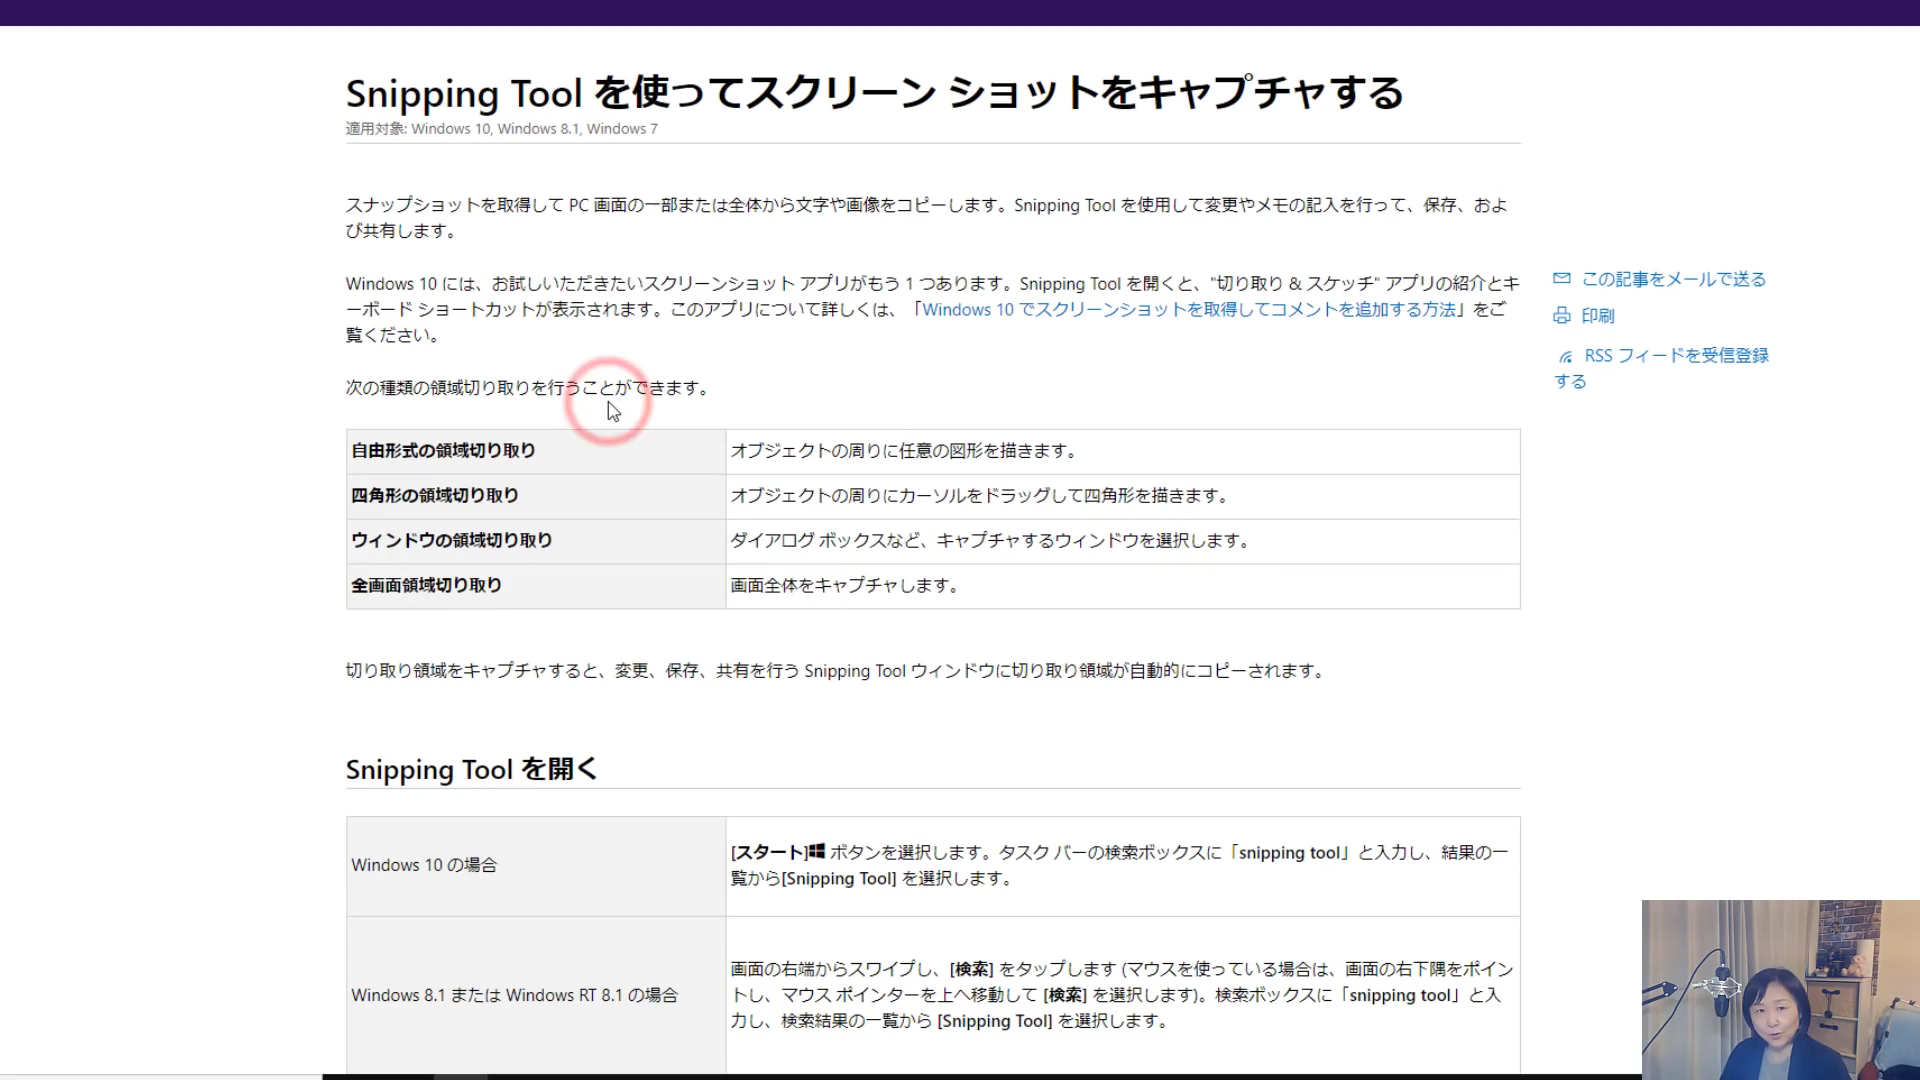 Snipping Tool を使ってスクリーン ショットをキャプチャする
適用対象: Windows 10, Windows 8.1, Windows 7
スナップショットを取得して PC 画面の一部または全体から文字や画像をコピーします。Snipping Tool を使用して変更やメモの記入を行って、保存、およ
び共有します。
Windows 10 には、お試しいただきたいスクリーンショット アプリがもう 1 つあります。Snipping Tool を開くと、"切り取り & スケッチ" アプリの紹介とキ
ーボード ショートカットが表示されます。このアプリについて詳しくは、「Windows 10 でスクリーンショットを取得してコメントを追加する方法」をご
覧ください。
この記事をメールで送る
印刷
RSS フィードを受信登録
する
次の種類の領域切り取りを行うことができます。
自由形式の領域切り取り オブジェクトの周りに任意の図形を描きます。
四角形の領域切り取り オブジェクトの周りにカーソルをドラッグして四角形を描きます。
ウィンドウの領域切り取り ダイアログ ボックスなど、キャプチャするウィンドウを選択します。
全画面領域切り取り 画面全体をキャプチャします。
切り取り領域をキャプチャすると、変更、保存、共有を行う Snipping Tool ウィンドウに切り取り領域が自動的にコピーされます。
Snipping Tool を開く
Windows 10 の場合
[スタート] ボタンを選択します。タスク バーの検索ボックスに「snipping tool」と入力し、結果の一
覧から[Snipping Tool] を選択します。
Windows 8.1 または Windows RT 8.1 の場合
画面の右端からスワイプし、[検索] をタップします (マウスを使っている場合は、画面の右下隅をポイン
トし、マウス ポインターを上へ移動して [検索] を選択します)。検索ボックスに「snipping tool」と入
力し、検索結果の一覧から [Snipping Tool] を選択します。